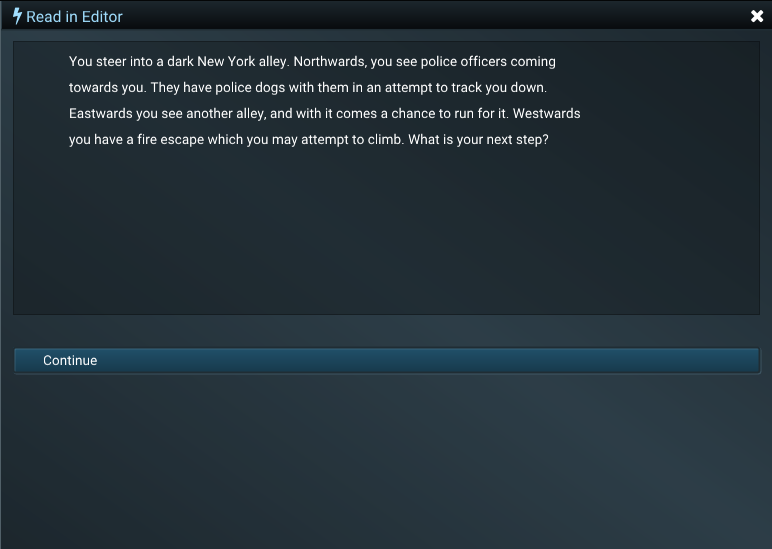 Read in Editor
You steer into a dark New York alley. Northwards, you see police officers coming
towards you. They have police dogs with them in an attempt to track you down.
Eastwards you see another alley, and with it comes a chance to run for it. Westwards
you have a fire escape which you may attempt to climb. What is your next step?
Continue